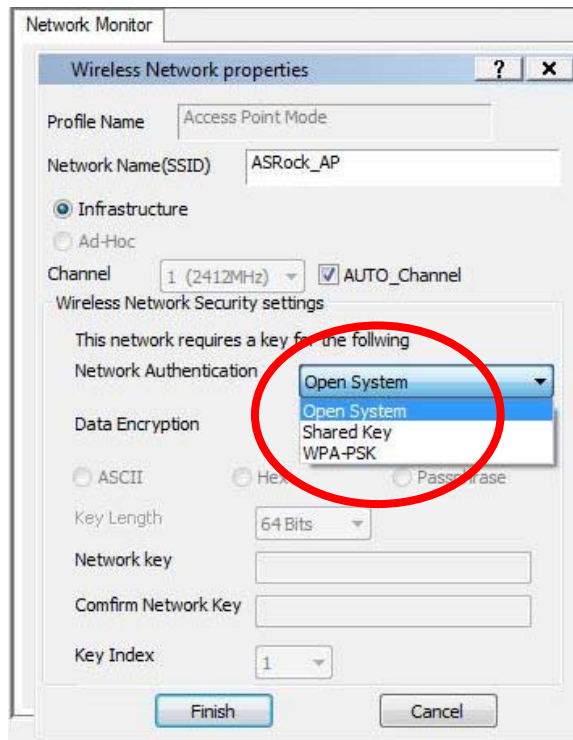 Network Monitor
Wireless Network properties ? x
Profile Name Access Point Mode
Network Name(SSID) ASRock_AP
Infrastructure
Ad-Hoc
Channel 1 (2412MHz) AUTO_Channel
Wireless Network Security settings
This network requires a key for the follwing
Network Authentication Open System
Open System
Data Encryption Shared Key
WPA-PSK
ASCII Hex Passphrase
Key Length 64 Bits
Network key
Comfirm Network Key
Key Index 1
Finish Cancel